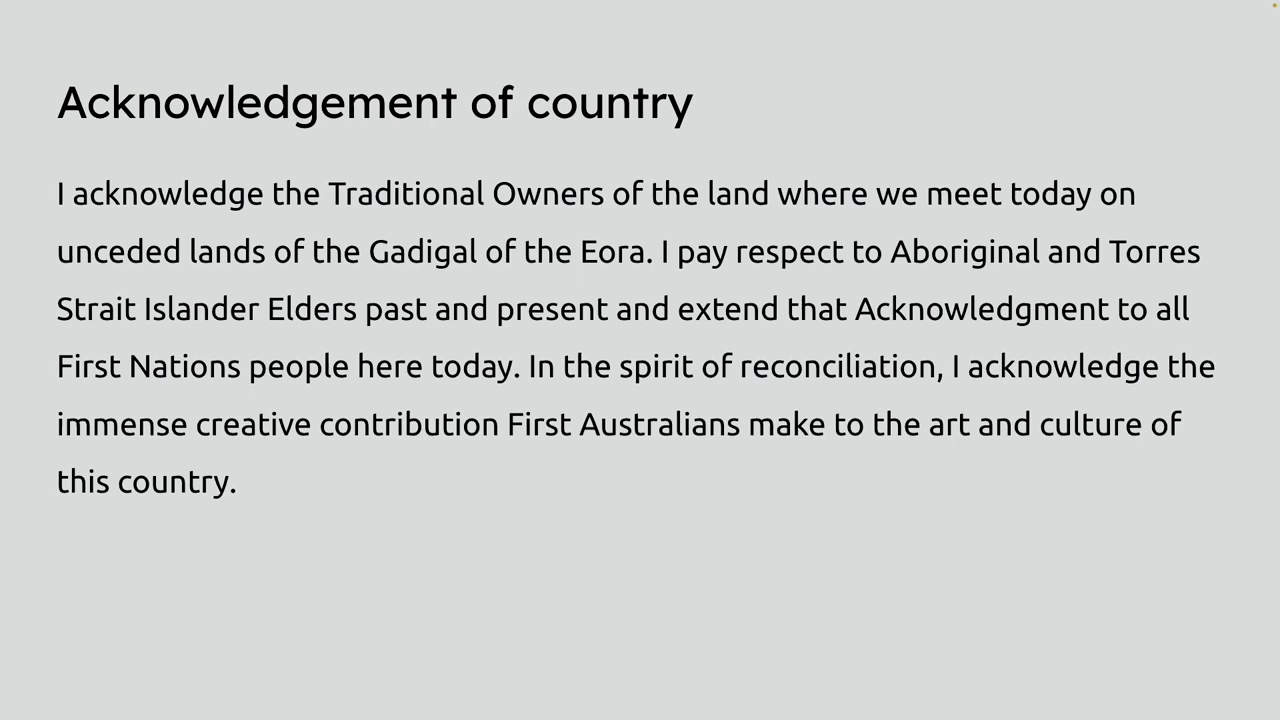 Acknowledgement of country
I acknowledge the Traditional Owners of the land where we meet today on
unceded lands of the Gadigal of the Eora. I pay respect to Aboriginal and Torres
Strait Islander Elders past and present and extend that Acknowledgment to all
First Nations people here today. In the spirit of reconciliation, I acknowledge the
immense creative contribution First Australians make to the art and culture of
this country.